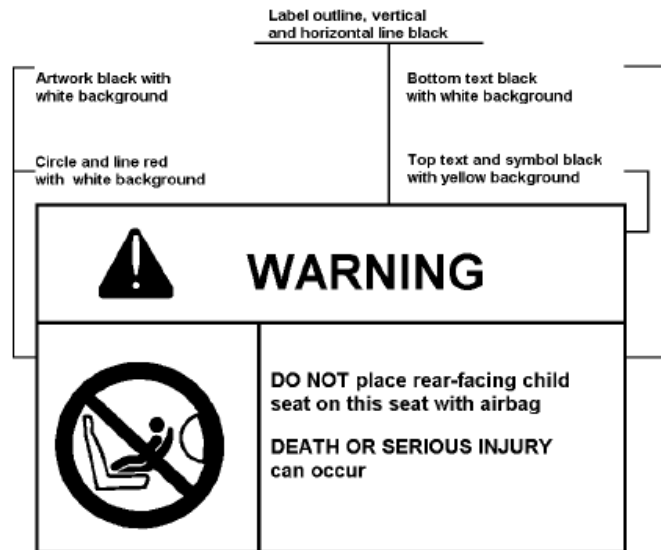 Label outline, vertical
and horizontal line black
Artwork black with
white background
Bottom text black
with white background
Circle and line red
with white background
Top text and symbol black
with yellow background
WARNING
DO NOT place rear-facing child
seat on this seat with airbag
DEATH OR SERIOUS INJURY
can occur